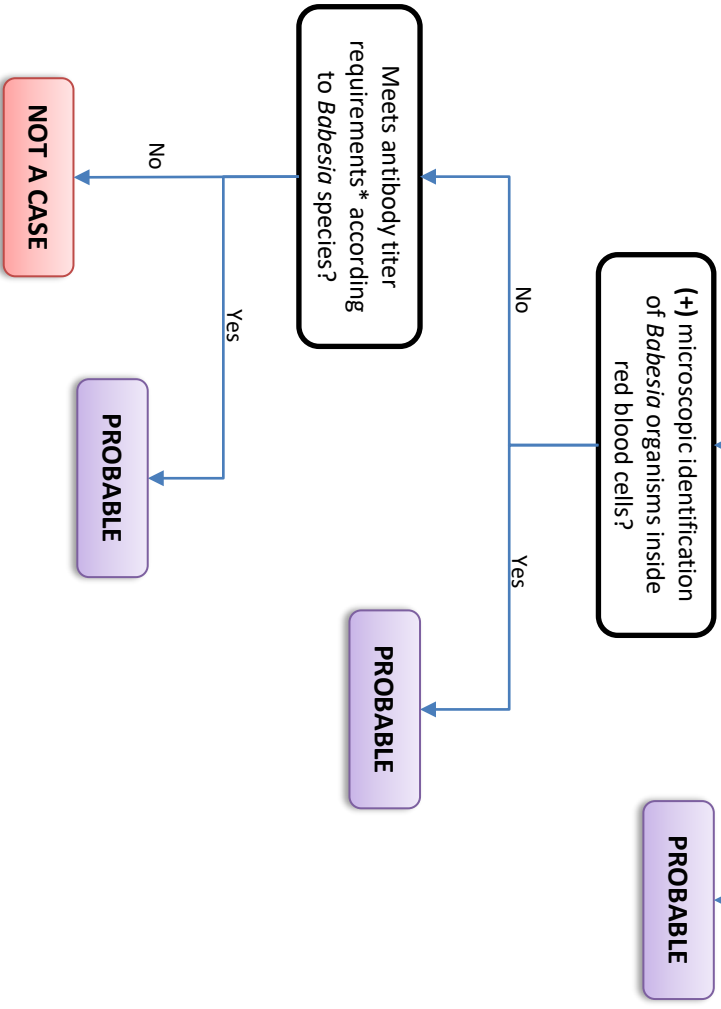 (+) microscopic identification
of Babesia organisms inside
red blood cells?
PROBABLE
No
Yes
PROBABLE
Meets antibody titer
requirements* according
to Babesia species?
No
Yes
PROBABLE
NOT A CASE